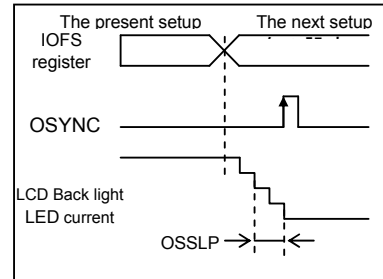 The present setup The next setup
IOFS
register
OSYNC
LCD Back light
LED current
OSSLP